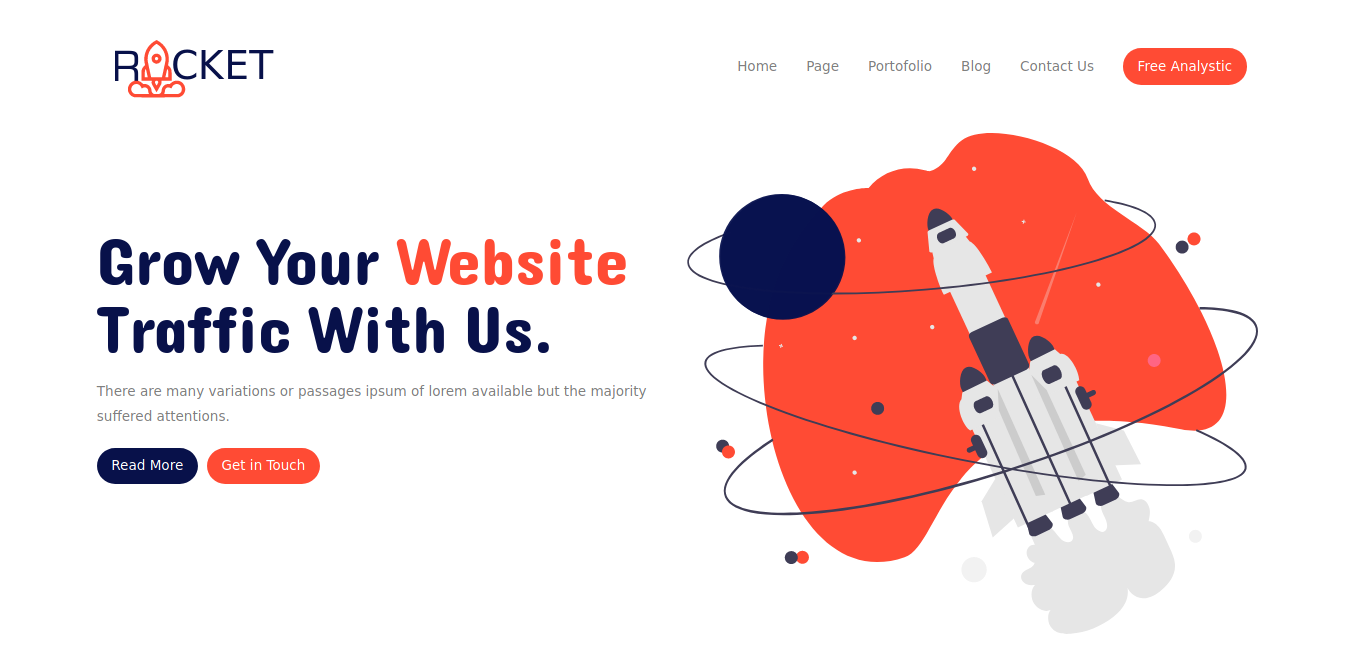 ROCKET
Home Page Portofolio Blog Contact Us Free Analystic
Grow Your Website
Traffic With Us.
There are many variations or passages ipsum of lorem available but the majority
suffered attentions.
Read More Get in Touch